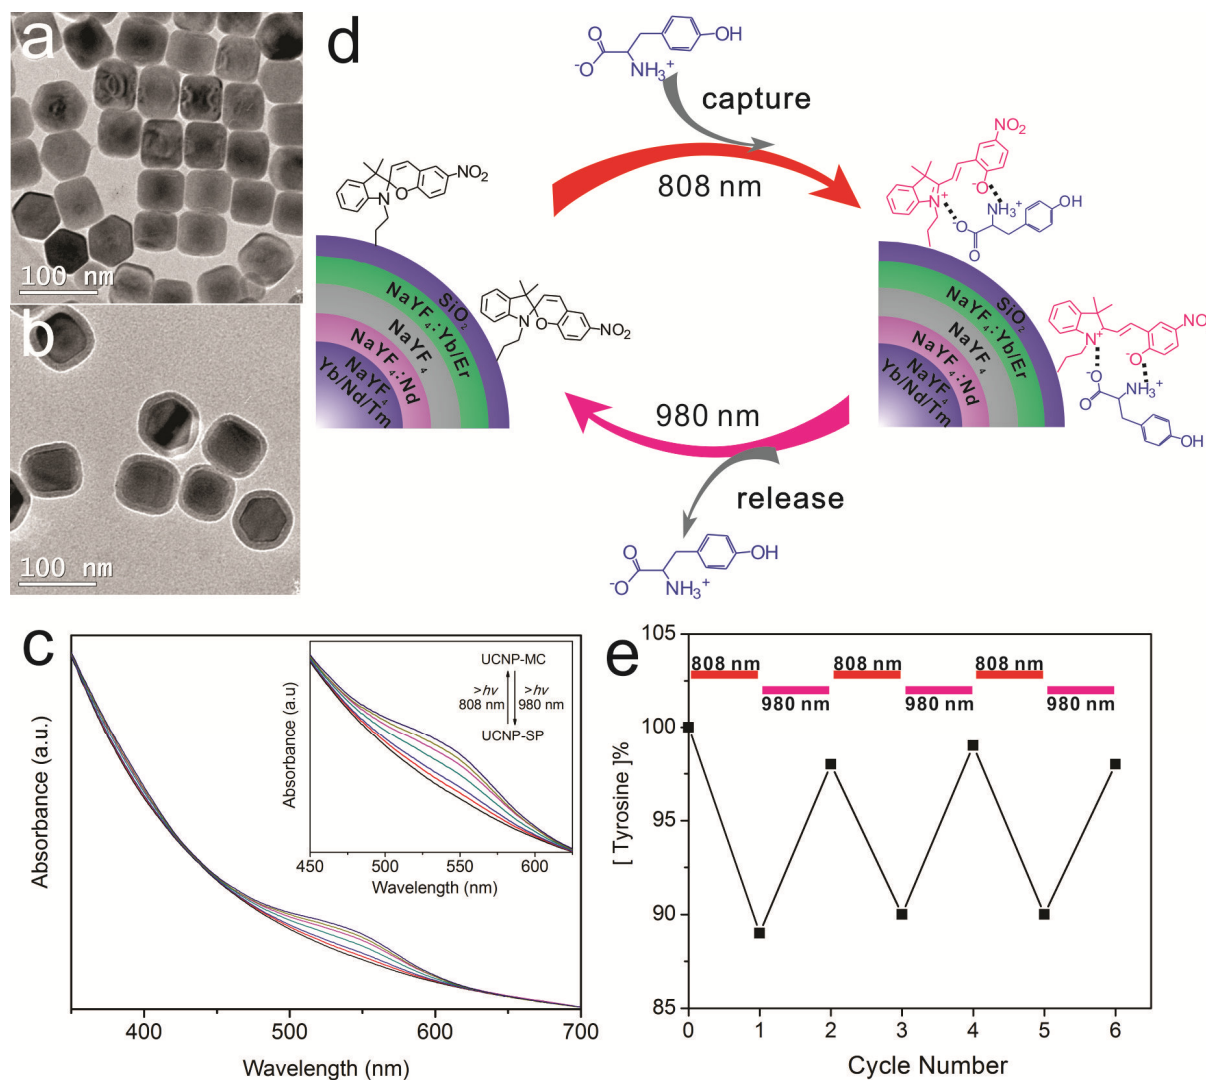 a
100 nm
b
100 nm
d
O
⁻O
NH₃⁺
OH
capture
808 nm
N
O
NO₂
N
O
NO₂
SiO₂
NaYF₄:Yb/Er
NaYF₄
NaYF₄:Nd
NaYF₄
Yb/Nd/Tm
NO₂
N⁺
⁻O
NH₃⁺
⁻O
O
OH
SiO₂
NaYF₄:Yb/Er
NaYF₄
NaYF₄:Nd
NaYF₄
Yb/Nd/Tm
NO
N⁺
⁻O
⁻O
O
NH₃⁺
OH
980 nm
release
O
⁻O
NH₃⁺
OH
c
Absorbance (a.u.)
400
500
600
700
Wavelength (nm)
Absorbance (a.u)
UCNP-MC
>hν
808 nm
>hν
980 nm
UCNP-SP
450
500
550
600
Wavelength (nm)
e
[ Tyrosine ]%
105
100
95
90
85
808 nm
808 nm
808 nm
980 nm
980 nm
980 nm
0
1
2
3
4
5
6
Cycle Number